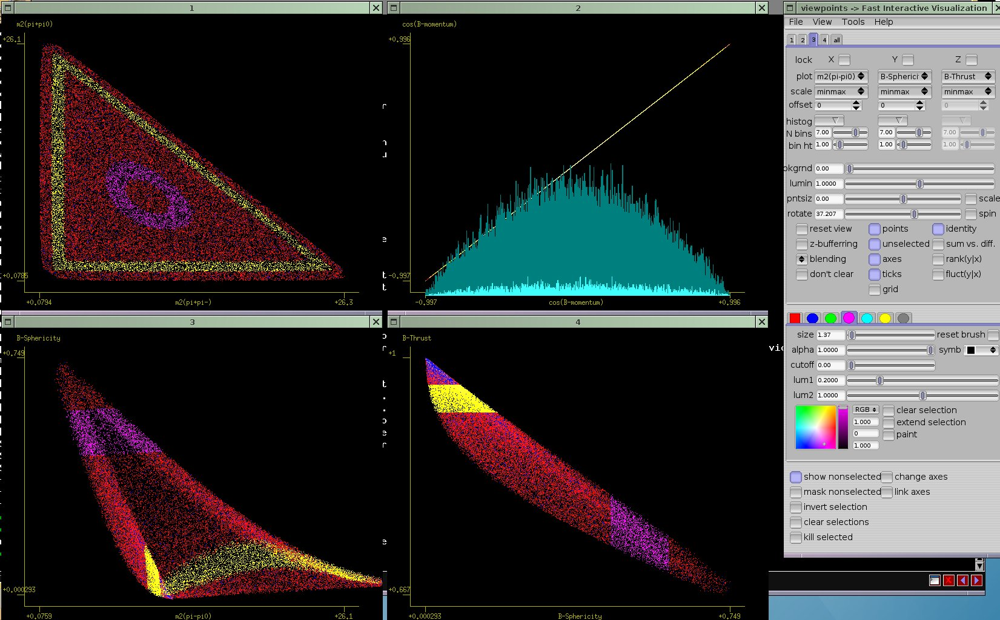 1
m2(pi+pi0)
+26.1
+0.0785
+0.0794
m2(pi+pi-)
+26.3
2
cos(B-momentum)
+0.996
-0.997
-0.997
cos(B-momentum)
+0.996
3
B-Sphericity
+0.749
+0.000293
+0.0759
m2(pi-pi0)
+26.1
4
B-Thrust
+1
+0.667
+0.000293
B-Sphericity
+0.749
viewpoints -> Fast Interactive Visualization
File View Tools Help
1 2 3 4 all
lock X Y Z
plot m2(pi-pi0) B-Spherici B-Thrust
scale minmax minmax minmax
offset 0 0 0
histog
N bins 7.00 7.00 7.00
bin ht 1.00 1.00 1.00
okgrnd 0.00
lumin 1.0000
pntsiz 0.00 scale
rotate 37.207 spin
reset view points identity
z-bufferring unselected sum vs. diff.
blending axes rank(y|x)
don't clear ticks fluct(y|x)
grid
size 1.37 reset brush
alpha 1.0000 symb
cutoff 0.00
lum1 0.2000
lum2 1.0000
RGB clear selection
1.000 extend selection
0 paint
1.000
show nonselected change axes
mask nonselected link axes
invert selection
clear selections
kill selected
vic